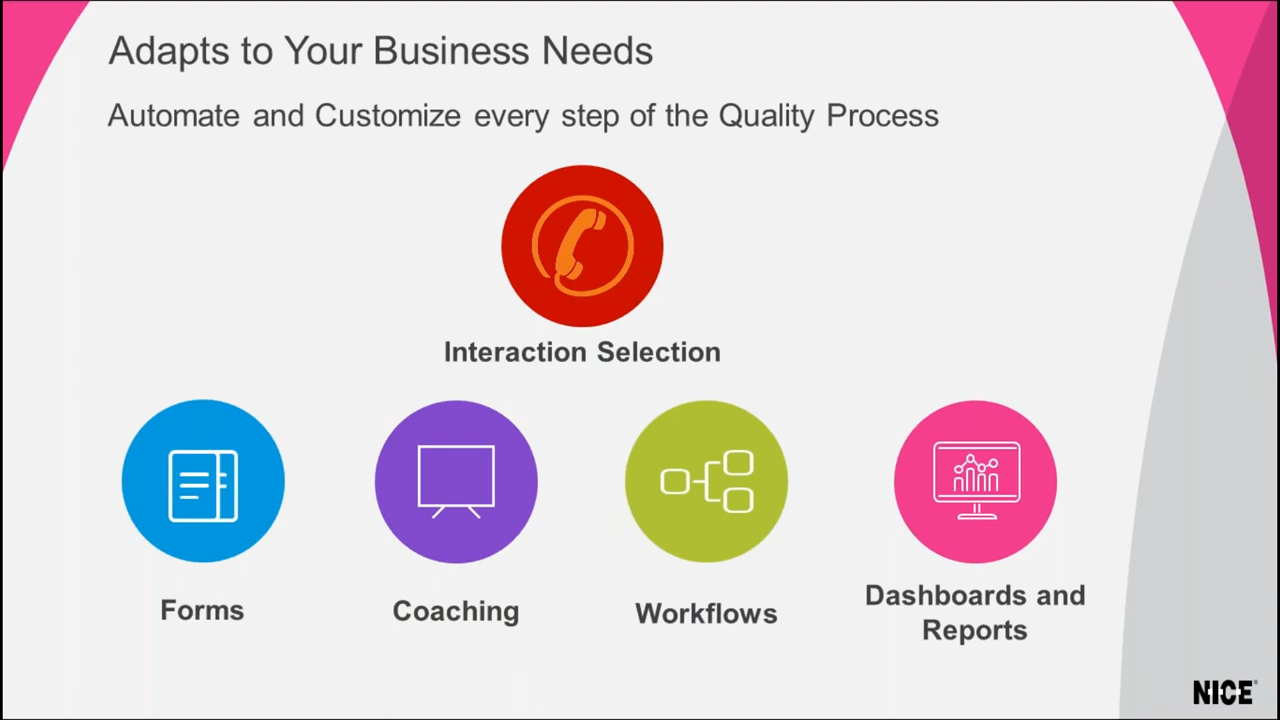 Adapts to Your Business Needs
Automate and Customize every step of the Quality Process
Interaction Selection
Forms
Coaching
Workflows
Dashboards and
Reports
NICE®